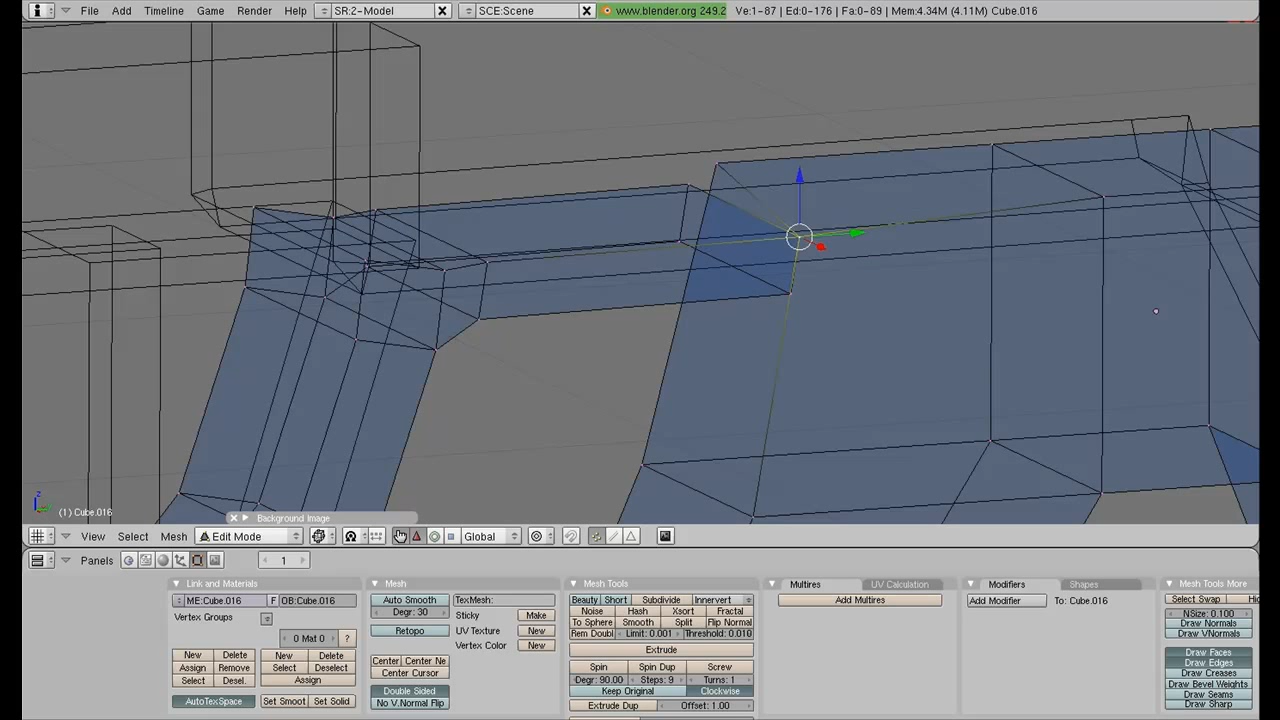 File Add Timeline Game Render Help SR:2-Model SCE:Scene www.blender.org 249.2 Ve:1-87 | Ed:0-176 | Fa:0-89 | Mem:4.34M (4.11M) Cube.016
z
(1) Cube.016
Background Image
View Select Mesh Edit Mode Global
Panels 1
Link and Materials Mesh Mesh Tools Multires UV Calculation Modifiers Shapes Mesh Tools More
ME:Cube.016 F OB:Cube.016 Auto Smooth TexMesh: Beauty Short Subdivide Innervert Add Multires Add Modifier To: Cube.016 Select Swap
Degr: 30 Sticky Make Noise Hash Xsort Fractal NSize: 0.100
Vertex Groups To Sphere Smooth Split Flip Normal Draw Normals
0 Mat 0 ? Retopo UV Texture New Rem Doubl Limit: 0.001 Threshold: 0.010 Draw VNormals
Vertex Color New Extrude Draw Faces
New Delete New Delete Center Center Ne Spin Spin Dup Screw Draw Edges
Assign Remove Select Deselect Center Cursor Degr: 90.00 Steps: 9 Turns: 1 Draw Creases
Select Desel. Assign Double Sided Keep Original Clockwise Draw Bevel Weights
AutoTexSpace Set Smoot Set Solid No V.Normal Flip Extrude Dup Offset: 1.00 Draw Seams
Draw Sharp